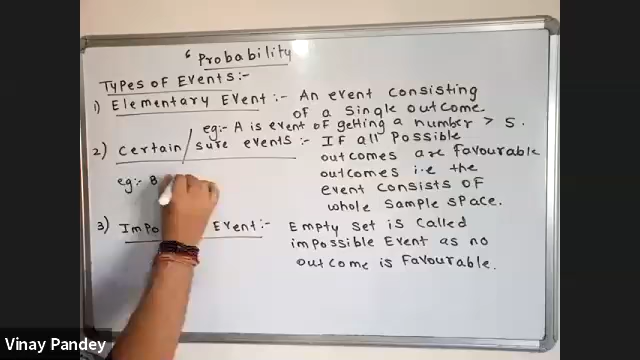 Probability
Types of Events:-
1) Elementary Event:- An event consisting
of a single outcome.
eg:- A is event of getting a number > 5.
2) Certain/sure events:- If all possible
outcomes are favourable
outcomes i.e the
event consists of
whole sample space.
eg:- B
3) Impo Event:- Empty set is called
impossible Event as no
outcome is favourable.
Vinay Pandey